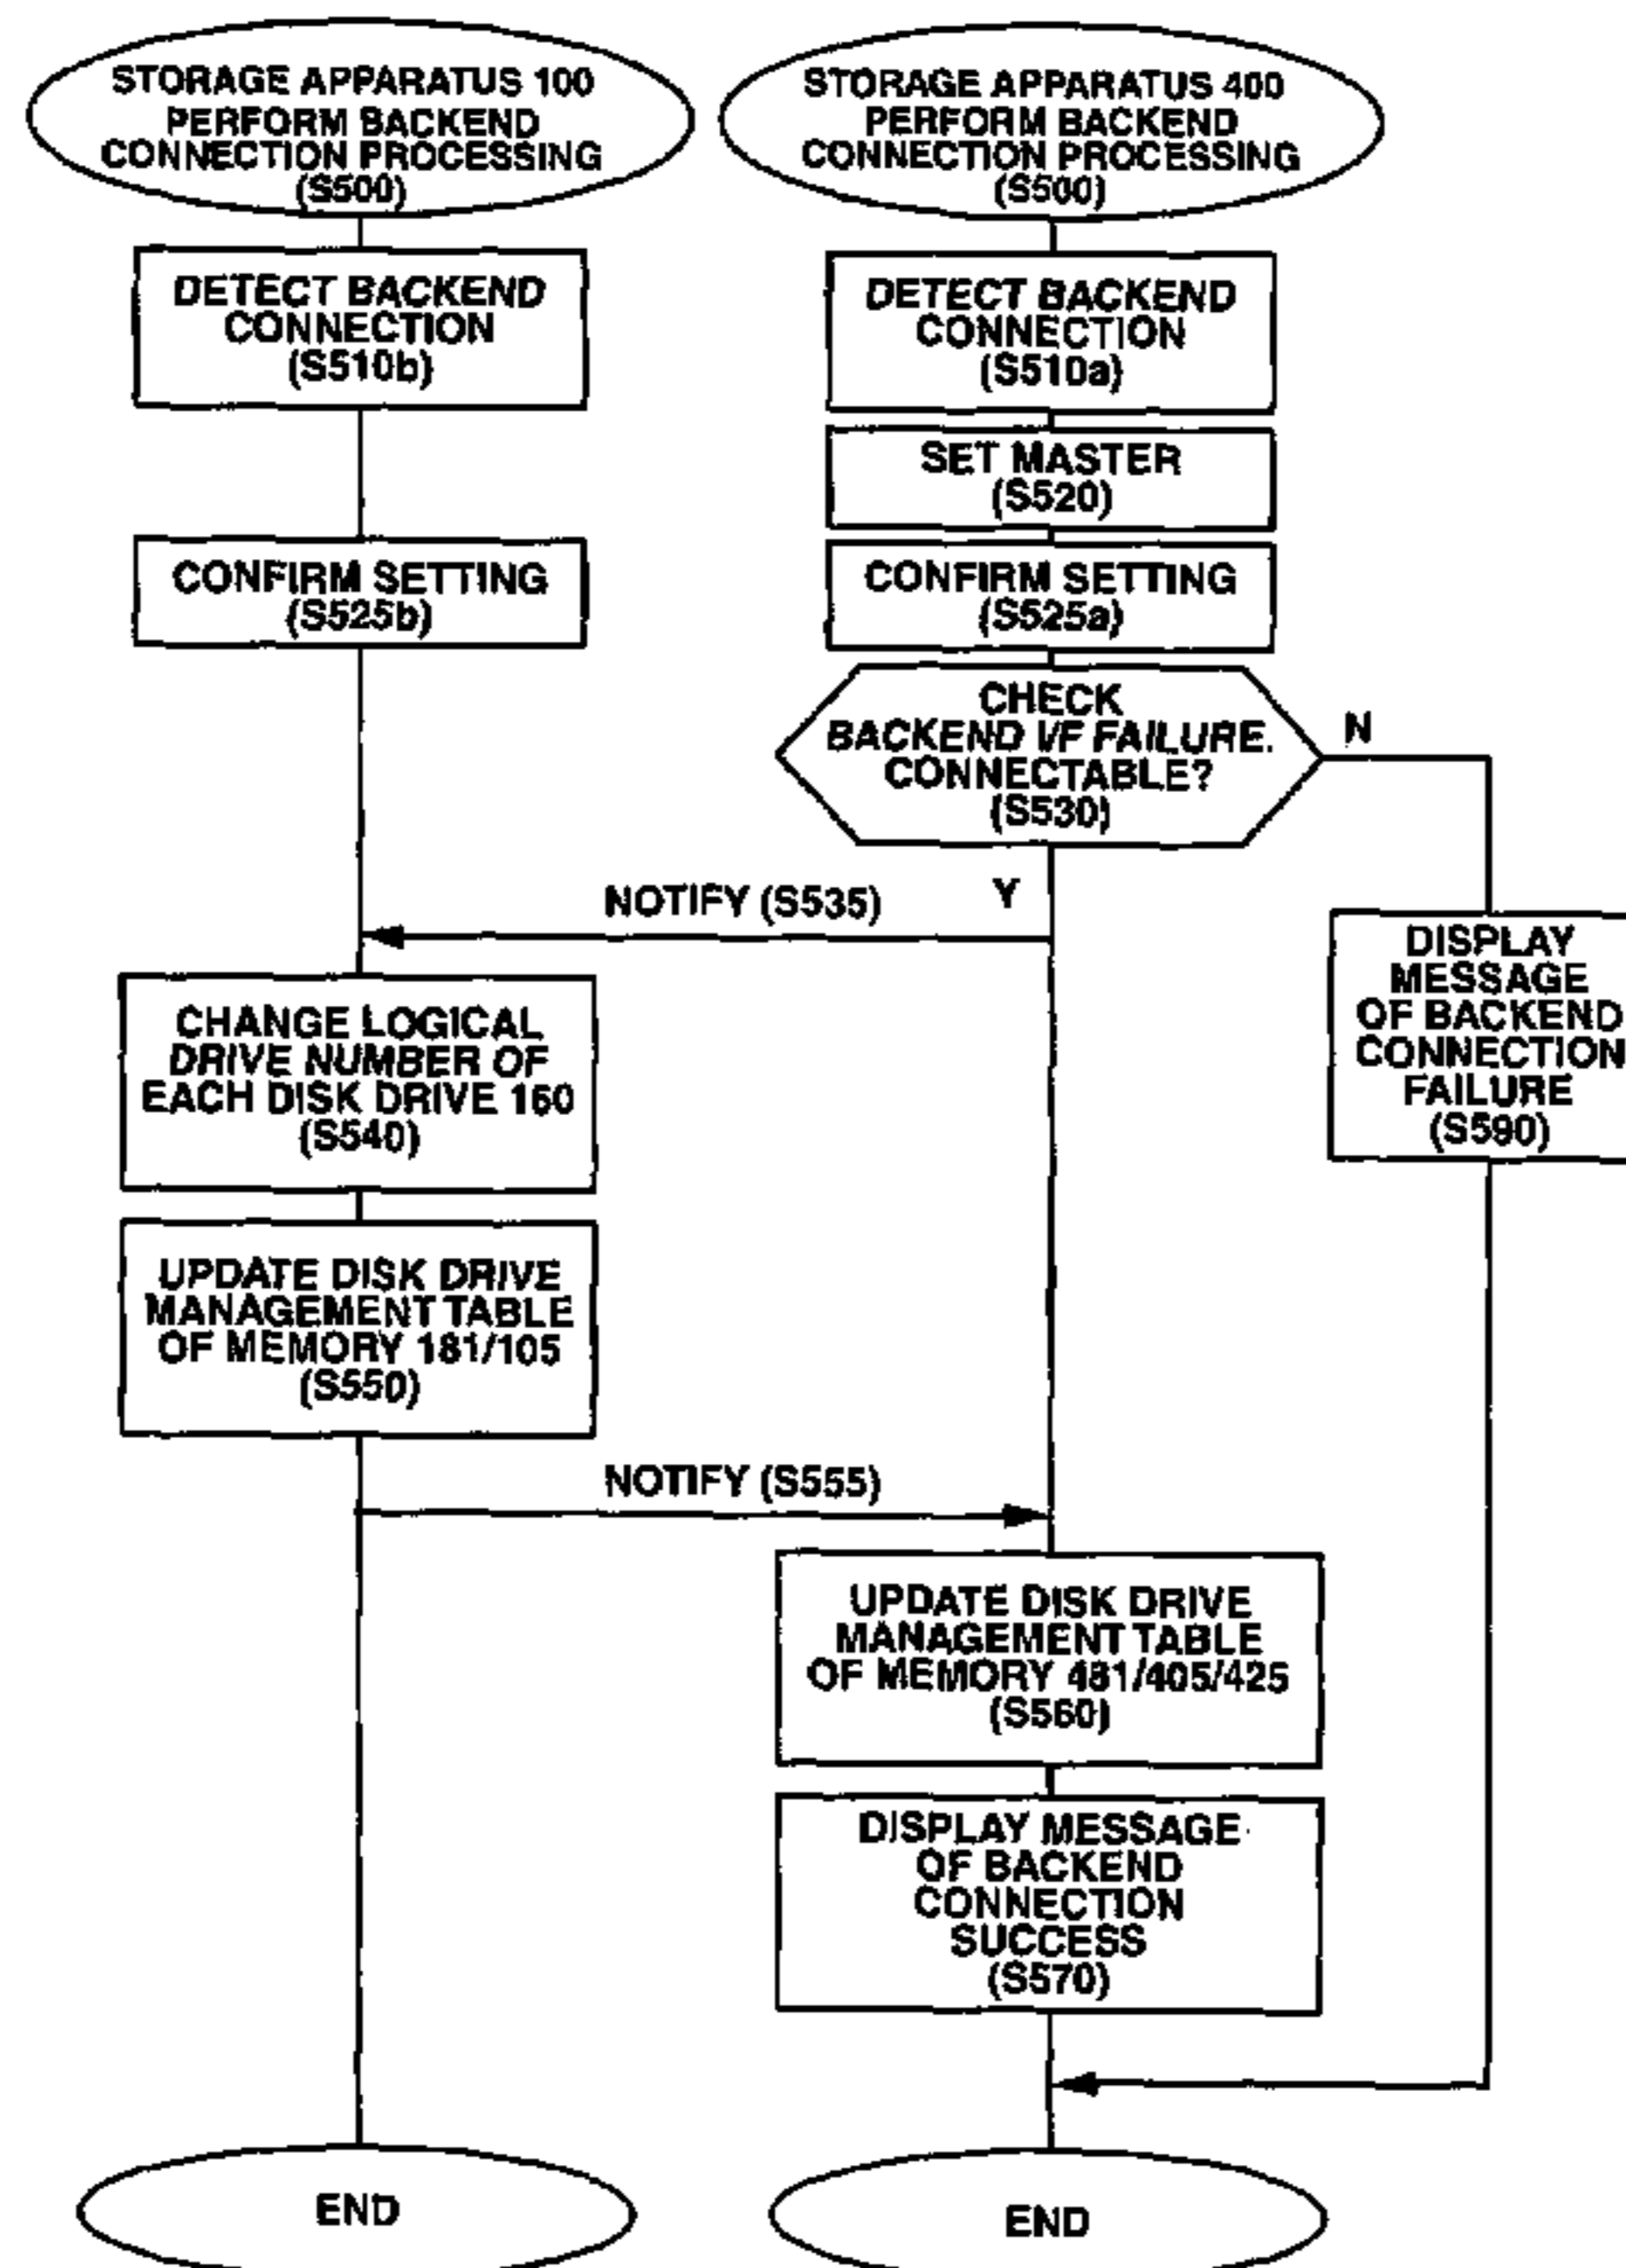 STORAGE APPARATUS 100
PERFORM BACKEND
CONNECTION PROCESSING
(S500)
STORAGE APPARATUS 400
PERFORM BACKEND
CONNECTION PROCESSING
(S500)
DETECT BACKEND
CONNECTION
(S510b)
DETECT BACKEND
CONNECTION
(S510a)
SET MASTER
(S520)
CONFIRM SETTING
(S525b)
CONFIRM SETTING
(S525a)
CHECK
BACKEND I/F FAILURE.
CONNECTABLE?
(S530)
N
Y
NOTIFY (S535)
DISPLAY
MESSAGE
OF BACKEND
CONNECTION
FAILURE
(S590)
CHANGE LOGICAL
DRIVE NUMBER OF
EACH DISK DRIVE 160
(S540)
UPDATE DISK DRIVE
MANAGEMENT TABLE
OF MEMORY 181/105
(S550)
NOTIFY (S555)
UPDATE DISK DRIVE
MANAGEMENT TABLE
OF MEMORY 481/405/425
(S560)
DISPLAY MESSAGE
OF BACKEND
CONNECTION
SUCCESS
(S570)
END
END